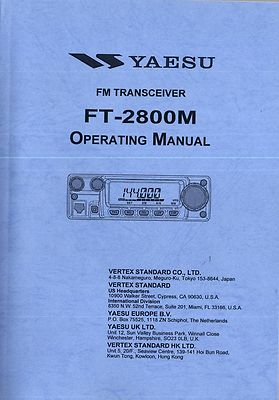 YAESU
FM TRANSCEIVER
FT-2800M
OPERATING MANUAL
144.000
VERTEX STANDARD CO., LTD.
4-8-8 Nakameguro, Meguro-Ku, Tokyo 153-8644, Japan
VERTEX STANDARD
US Headquarters
10900 Walker Street, Cypress, CA 90630, U.S.A.
International Division
8350 N.W. 52nd Terrace, Suite 201, Miami, FL 33166, U.S.A.
YAESU EUROPE B.V.
P.O. Box 75525, 1118 ZN Schiphol, The Netherlands
YAESU UK LTD.
Unit 12, Sun Valley Business Park, Winnall Close
Winchester, Hampshire, SO23 0LB, U.K.
VERTEX STANDARD HK LTD.
Unit 5, 20/F., Seaview Centre, 139-141 Hoi Bun Road,
Kwun Tong, Kowloon, Hong Kong